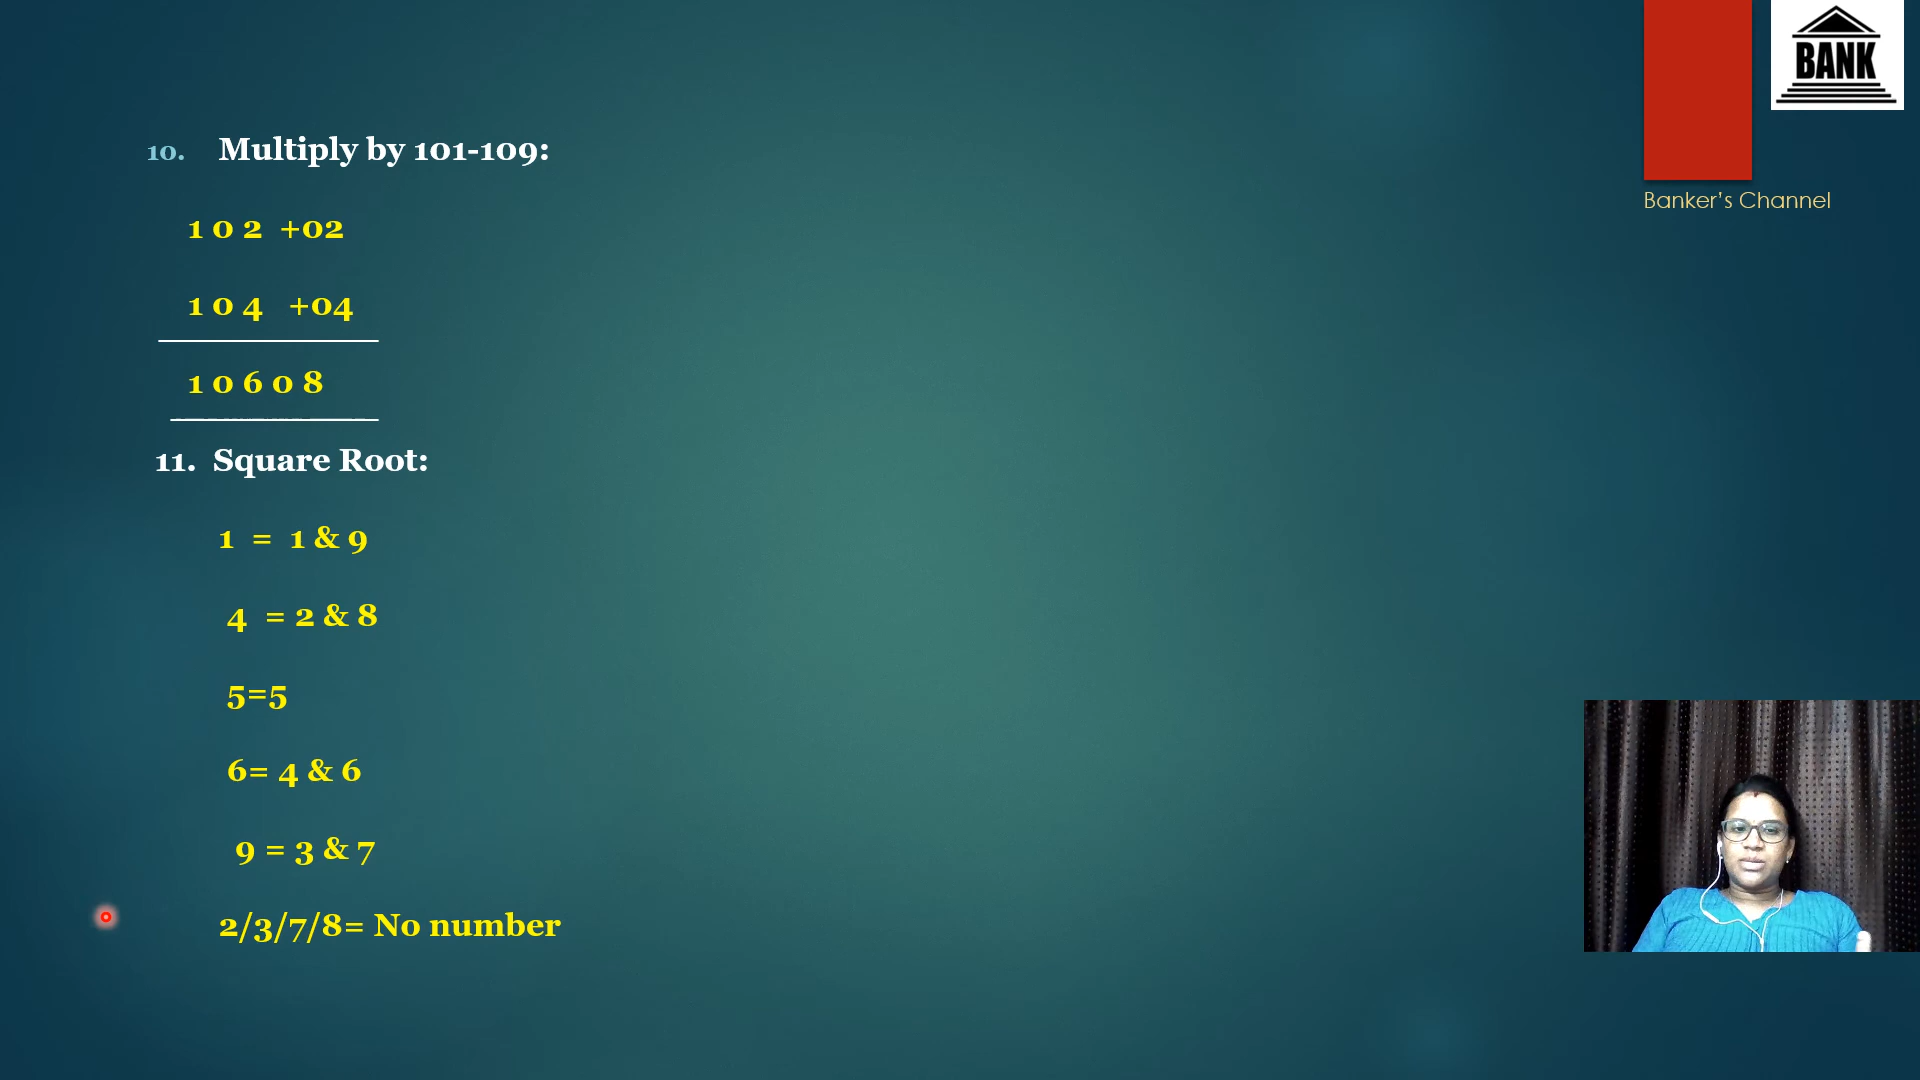 BANK
Banker's Channel
10. Multiply by 101-109:
1 0 2 +02
1 0 4 +04
1 0 6 0 8
11. Square Root:
1 = 1 & 9
4 = 2 & 8
5=5
6= 4 & 6
9 = 3 & 7
2/3/7/8= No number